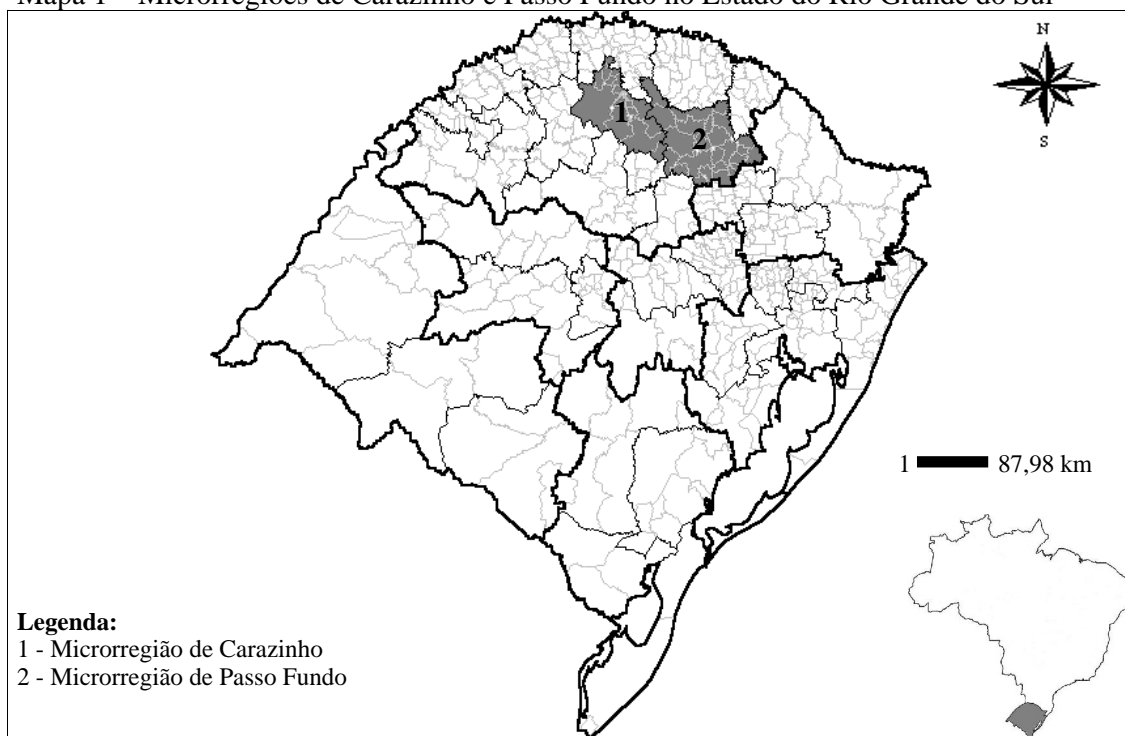 Mapa 1 – Microrregiões de Carazinho e Passo Fundo no Estado do Rio Grande do Sul
N
S
1
2
1 87,98 km
Legenda:
1 - Microrregião de Carazinho
2 - Microrregião de Passo Fundo